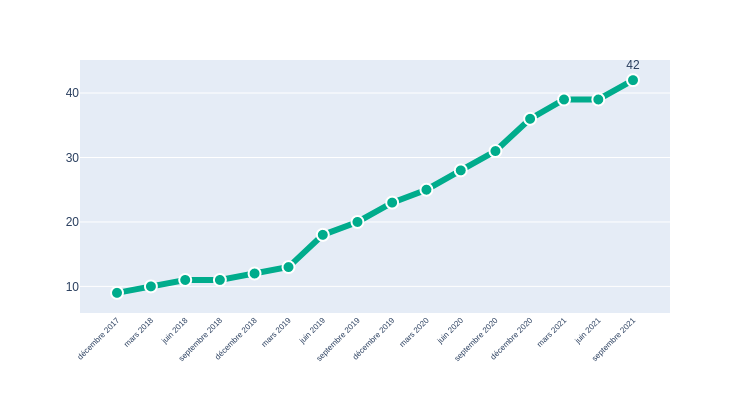 42
40
30
20
10
décembre 2017
mars 2018
juin 2018
septembre 2018
décembre 2018
mars 2019
juin 2019
septembre 2019
décembre 2019
mars 2020
juin 2020
septembre 2020
décembre 2020
mars 2021
juin 2021
septembre 2021